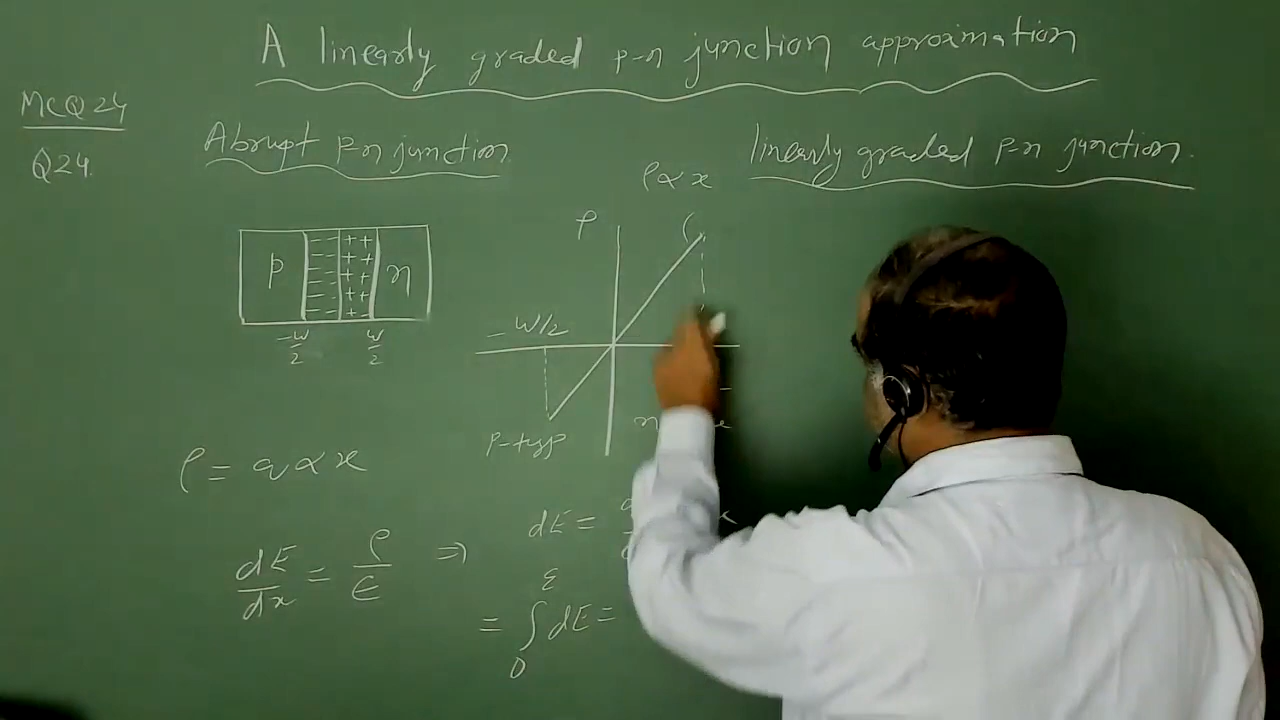 A linearly graded p-n junction approximation
MCQ 24
Q24.
Abrupt p-n junction
linearly graded p-n junction.
ρ ∝ x
ρ
p -- ++ n
-- ++
-- ++
-- ++
-- ++
-- ++
-W/2
-W/2 W/2
P-typ
ρ = q α x
dE/dx = ρ/ϵ ⇒ dE =
= ∫₀^ε dE =